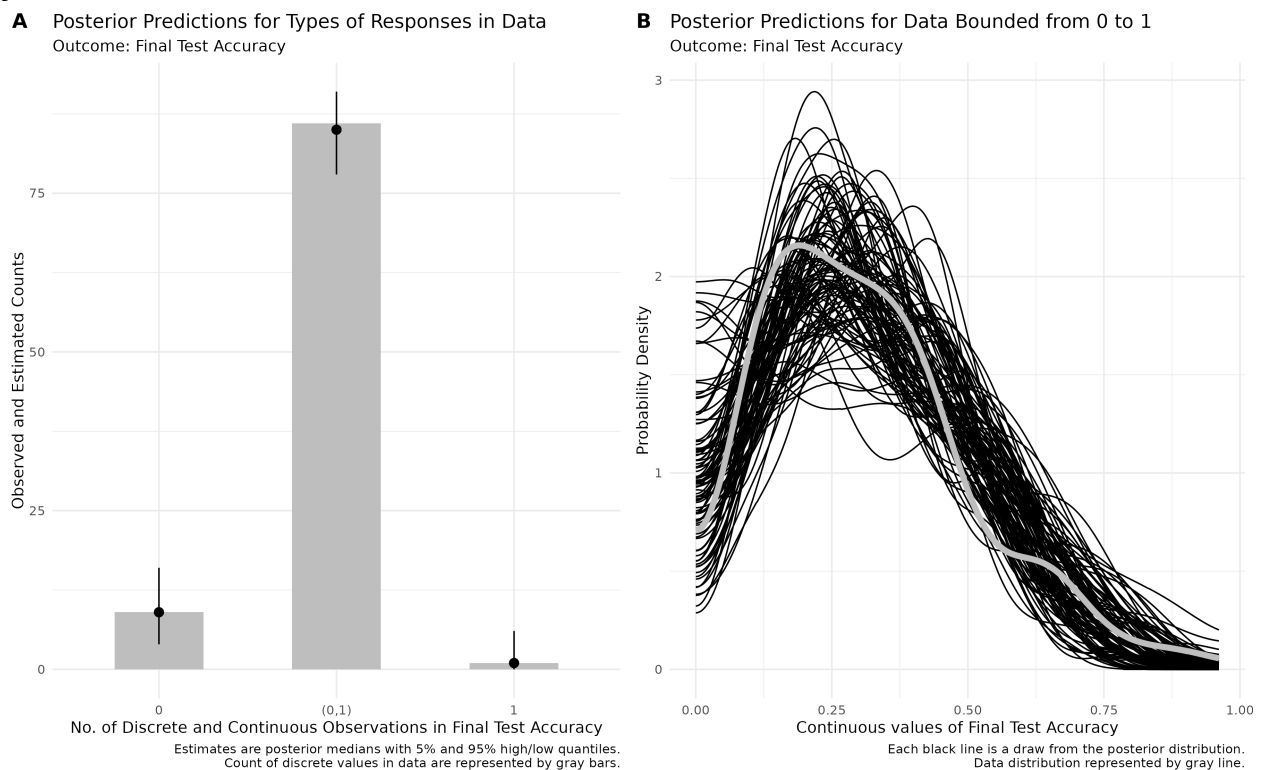 A
Posterior Predictions for Types of Responses in Data
Outcome: Final Test Accuracy
Observed and Estimated Counts
75
50
25
0
0
(0,1)
1
No. of Discrete and Continuous Observations in Final Test Accuracy
Estimates are posterior medians with 5% and 95% high/low quantiles.
Count of discrete values in data are represented by gray bars.
B
Posterior Predictions for Data Bounded from 0 to 1
Outcome: Final Test Accuracy
Probability Density
3
2
1
0
0.00
0.25
0.50
0.75
1.00
Continuous values of Final Test Accuracy
Each black line is a draw from the posterior distribution.
Data distribution represented by gray line.